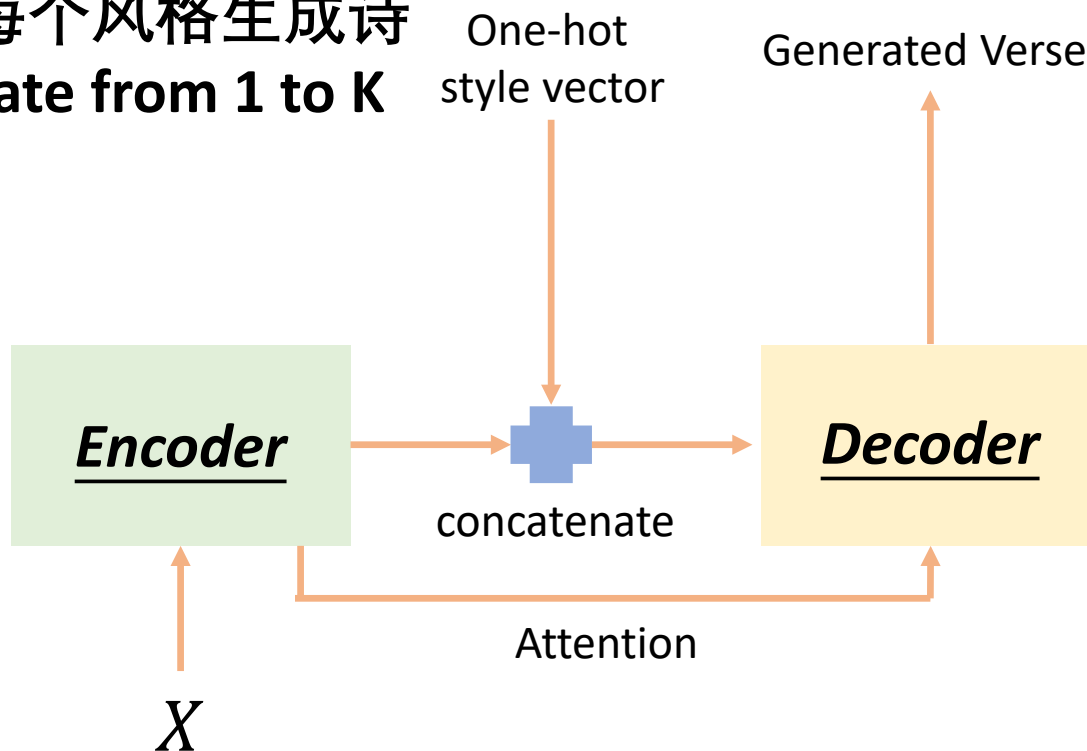 每个风格生成诗
ate from 1 to K
One-hot
style vector
Generated Verse
Encoder
concatenate
Decoder
Attention
X